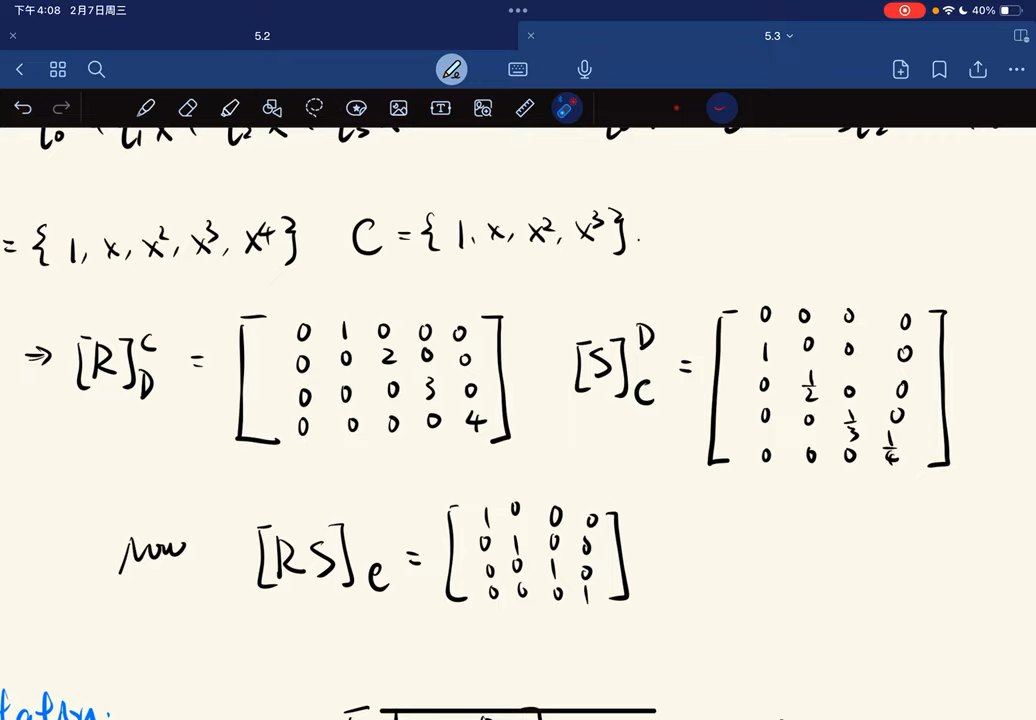 下午4:08 2月7日周三
40%
5.2
5.3
= { 1, x, x², x³, x⁴ } C = { 1, x, x², x³ }.
⇒ [R]_D^C = [ 0 1 0 0 0
0 0 2 0 0
0 0 0 3 0
0 0 0 0 4 ]
[S]_C^D = [ 0 0 0 0
1 0 0 0
0 1/2 0 0
0 0 1/3 0
0 0 0 1/4 ]
Now [RS]_e = [ 1 0 0 0
0 1 0 0
0 0 1 0
0 0 0 1 ]